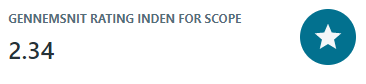 GENNEMSNIT RATING INDEN FOR SCOPE
2.34